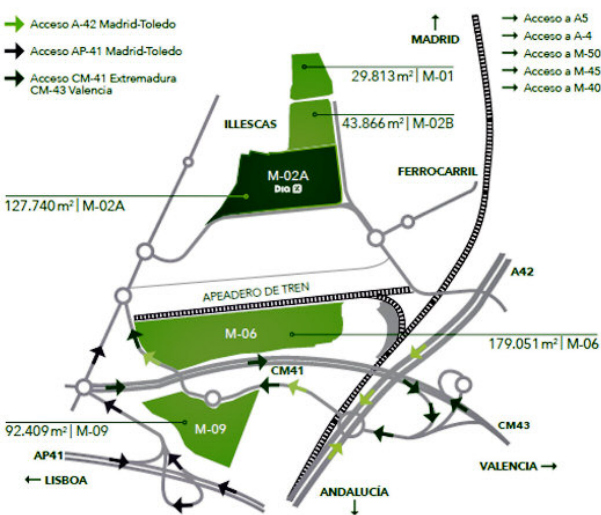 Acceso A-42 Madrid-Toledo
Acceso AP-41 Madrid-Toledo
Acceso CM-41 Extremadura
CM-43 Valencia
↑
MADRID
→ Acceso a A5
→ Acceso a A-4
→ Acceso a M-50
→ Acceso a M-45
→ Acceso a M-40
29.813 m² | M-01
ILLESCAS
43.866 m² | M-02B
M-02A
Dia
FERROCARRIL
127.740 m² | M-02A
A42
APEADERO DE TREN
M-06
179.051 m² | M-06
CM41
M-09
92.409 m² | M-09
CM43
AP41
← LISBOA
VALENCIA →
ANDALUCÍA
↓